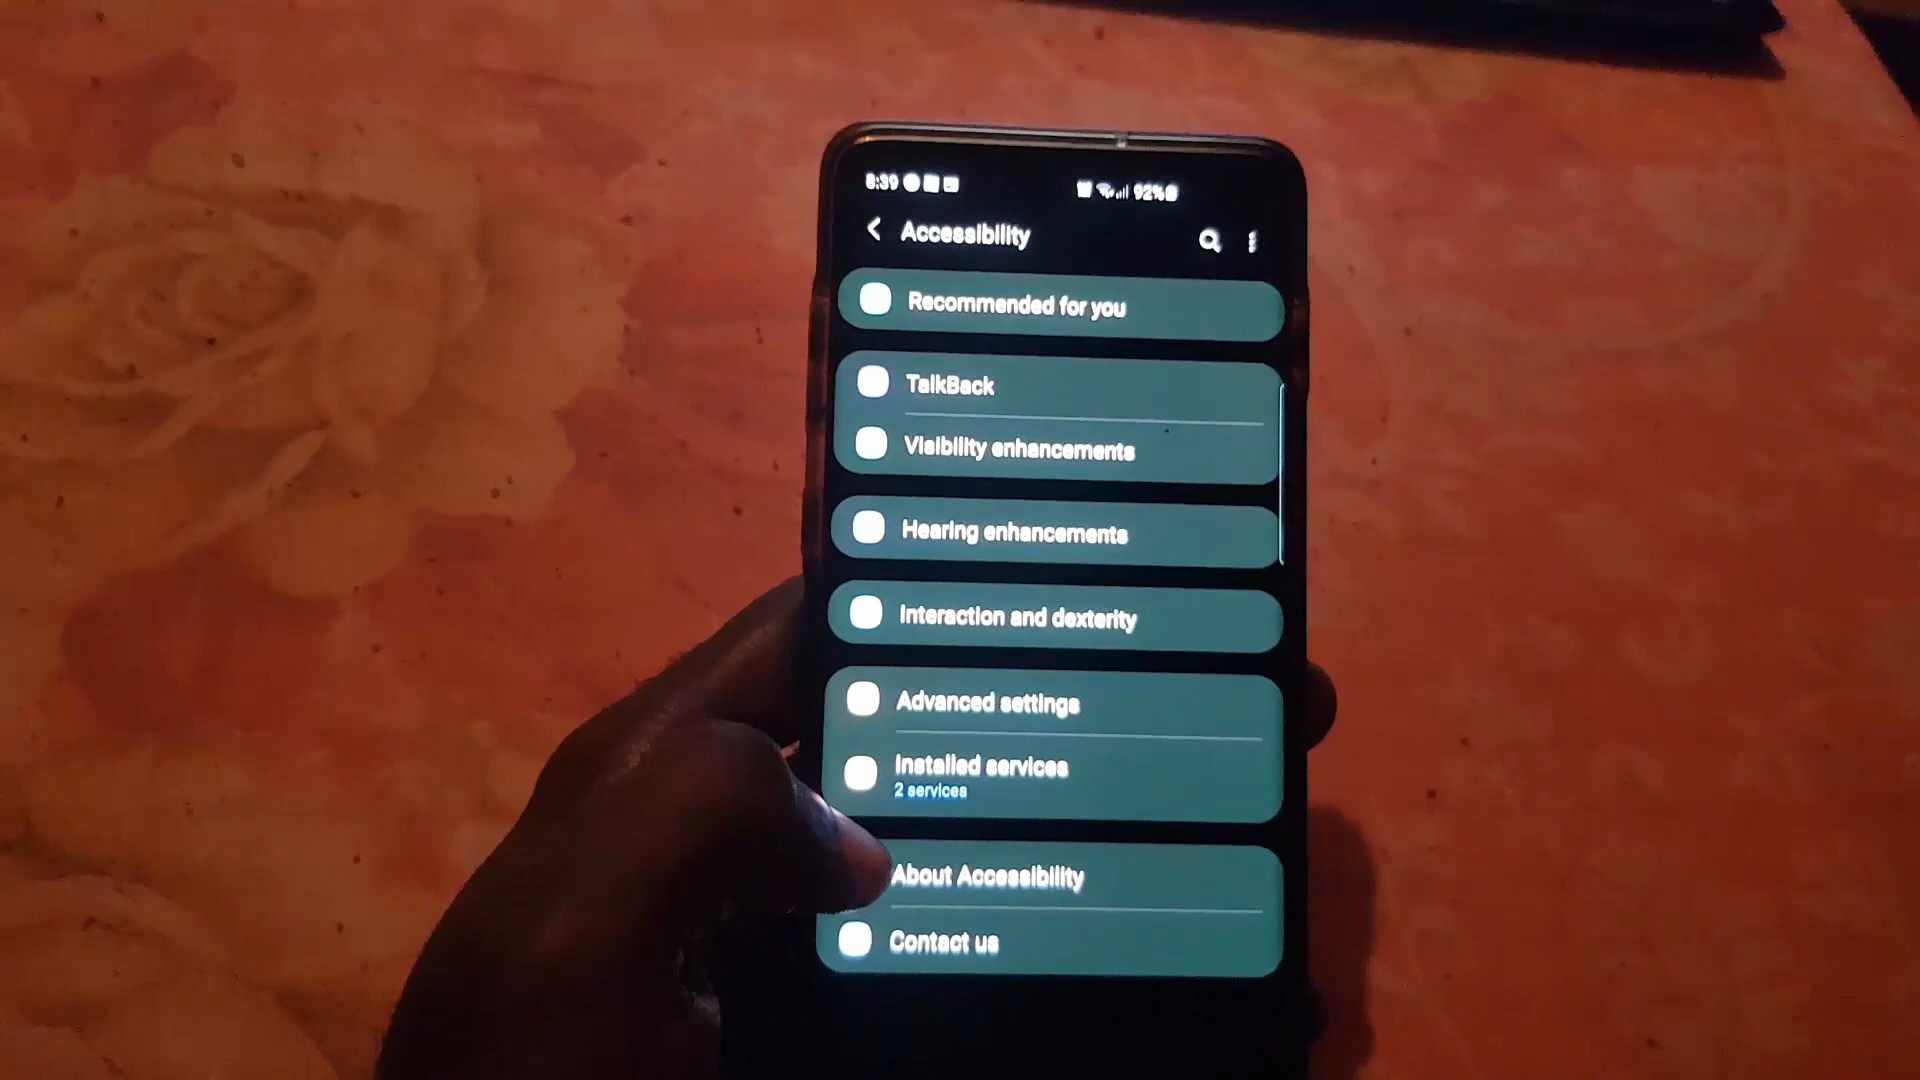 8:39 92%
Accessibility
Recommended for you
TalkBack
Visibility enhancements
Hearing enhancements
Interaction and dexterity
Advanced settings
Installed services
2 services
About Accessibility
Contact us